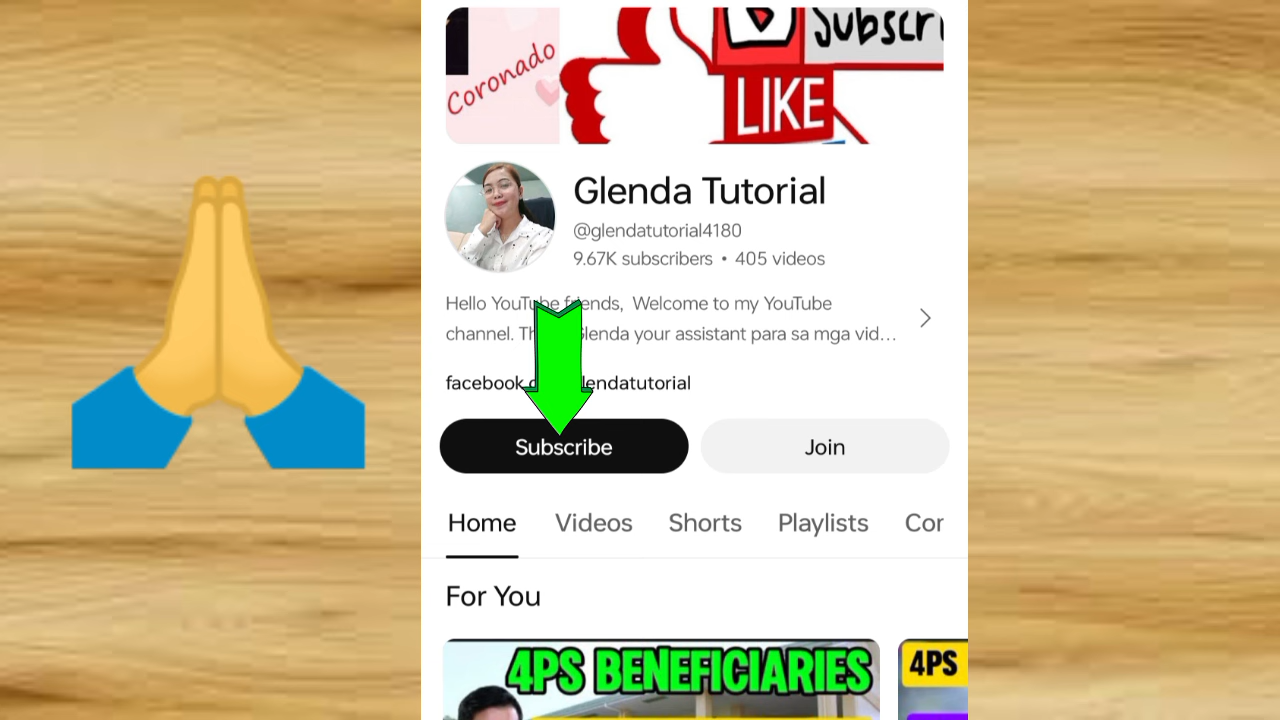 Coronado
LIKE
Glenda Tutorial
@glendatutorial4180
9.67K subscribers • 405 videos
Hello YouTube friends, Welcome to my YouTube
channel. Glenda your assistant para sa mga vid...
facebook lendatutorial
Subscribe
Join
Home Videos Shorts Playlists Cor
For You
4PS BENEFICIARIES
4PS